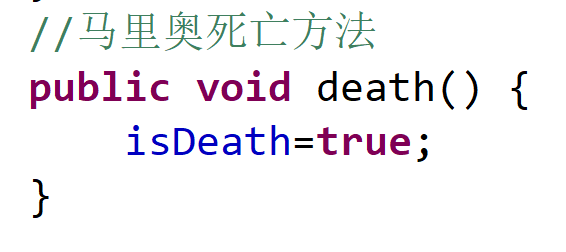 //马里奥死亡方法
public void death() {
    isDeath=true;
}